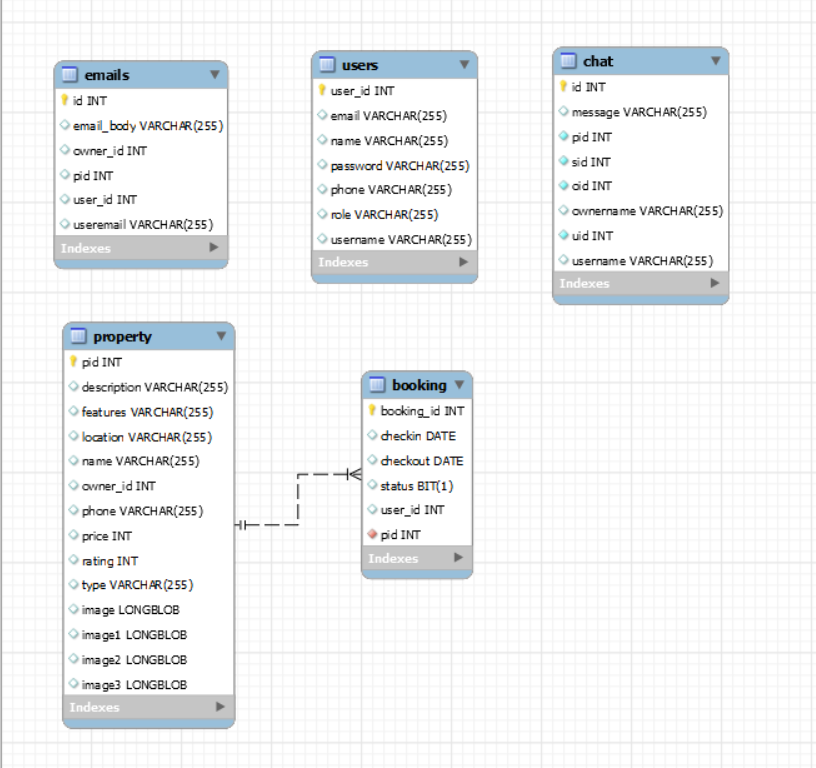 emails
id INT
email_body VARCHAR(255)
owner_id INT
pid INT
user_id INT
useremail VARCHAR(255)
Indexes
users
user_id INT
email VARCHAR(255)
name VARCHAR(255)
password VARCHAR(255)
phone VARCHAR(255)
role VARCHAR(255)
username VARCHAR(255)
Indexes
chat
id INT
message VARCHAR(255)
pid INT
sid INT
oid INT
ownername VARCHAR(255)
uid INT
username VARCHAR(255)
Indexes
property
pid INT
description VARCHAR(255)
features VARCHAR(255)
location VARCHAR(255)
name VARCHAR(255)
owner_id INT
phone VARCHAR(255)
price INT
rating INT
type VARCHAR(255)
image LONGBLOB
image1 LONGBLOB
image2 LONGBLOB
image3 LONGBLOB
Indexes
booking
booking_id INT
checkin DATE
checkout DATE
status BIT(1)
user_id INT
pid INT
Indexes